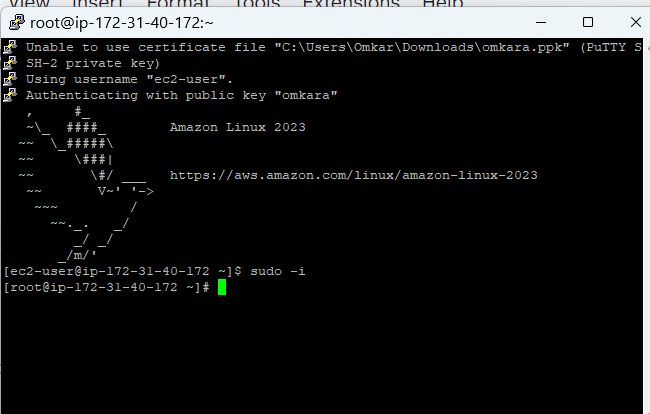 View Insert Format Tools Extensions Help
root@ip-172-31-40-172:~
Unable to use certificate file "C:\Users\Omkar\Downloads\omkara.ppk" (PuTTY S
SH-2 private key)
Using username "ec2-user".
Authenticating with public key "omkara"
   ,     #_
   ~\_  ####_        Amazon Linux 2023
  ~~  \_#####\
  ~~     \###|
  ~~       \#/ ___   https://aws.amazon.com/linux/amazon-linux-2023
   ~~       V~' '->
    ~~~         /
      ~~._.   _/
         _/ _/
       _/m/'
[ec2-user@ip-172-31-40-172 ~]$ sudo -i
[root@ip-172-31-40-172 ~]#